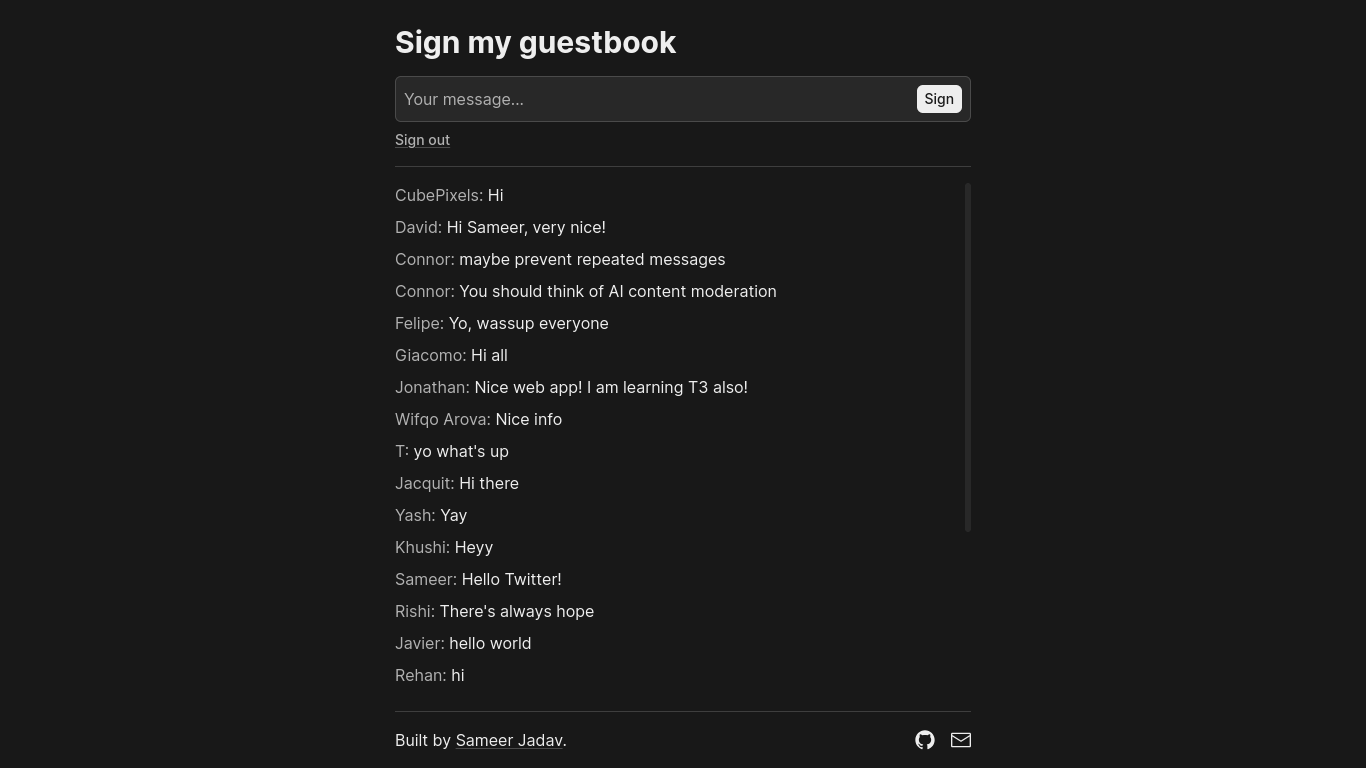 Sign my guestbook
Your message...
Sign
Sign out
CubePixels: Hi
David: Hi Sameer, very nice!
Connor: maybe prevent repeated messages
Connor: You should think of AI content moderation
Felipe: Yo, wassup everyone
Giacomo: Hi all
Jonathan: Nice web app! I am learning T3 also!
Wifqo Arova: Nice info
T: yo what's up
Jacquit: Hi there
Yash: Yay
Khushi: Heyy
Sameer: Hello Twitter!
Rishi: There's always hope
Javier: hello world
Rehan: hi
Built by Sameer Jadav.